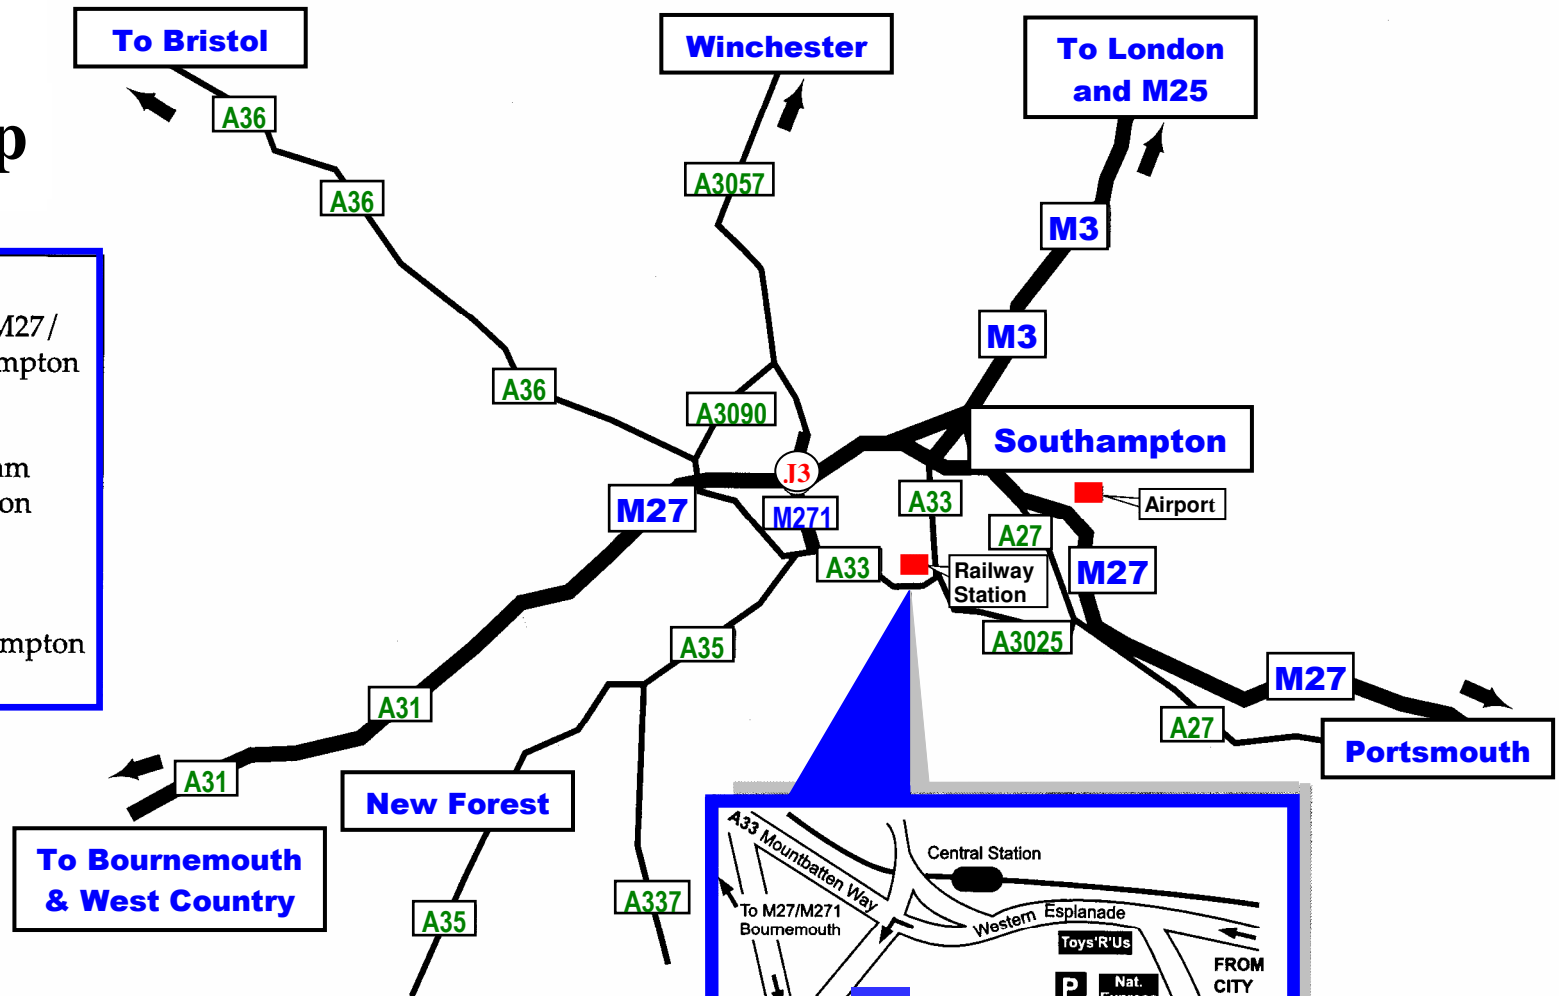 To Bristol
Winchester
To London
and M25
p
A36
A36
A3057
M3
M3
M27/
mpton
A36
A3090
Southampton
J3
on
M27
M271
A33
A27
Airport
A33
Railway
Station
M27
A3025
mpton
A35
M27
A31
A27
Portsmouth
A31
New Forest
To Bournemouth
& West Country
A337
A35
A33 Mountbatten Way
Central Station
To M27/M271
Bournemouth
Western Esplanade
Toys'R'Us
FROM
CITY
P
Nat.